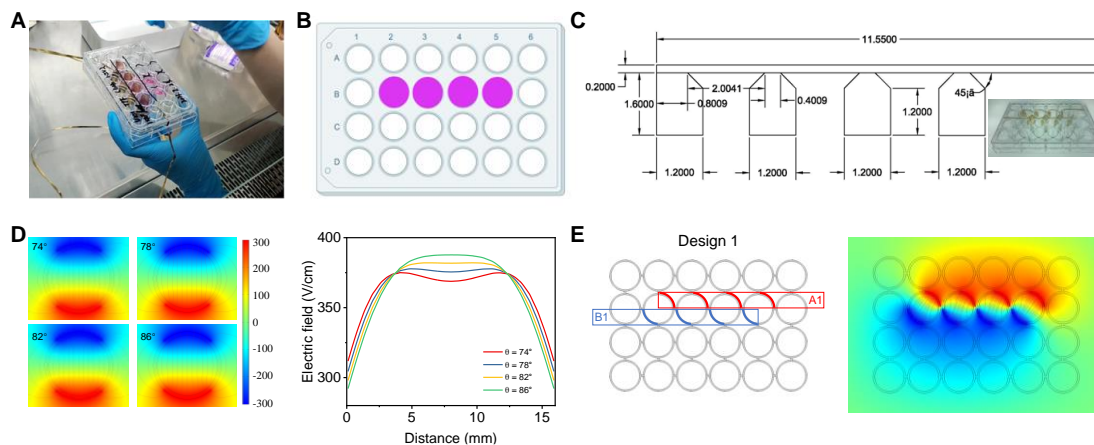 A
B
1 2 3 4 5 6
A
B
C
D
C
11.5500
0.2000
2.0041
1.6000
0.8009
0.4009
1.2000
45¡ã
1.2000 1.2000 1.2000 1.2000
D
74° 78°
82° 86°
300
200
100
0
-100
-200
-300
Electric field (V/cm)
400
350
300
θ = 74°
θ = 78°
θ = 82°
θ = 86°
0 5 10 15
Distance (mm)
E
Design 1
A1
B1